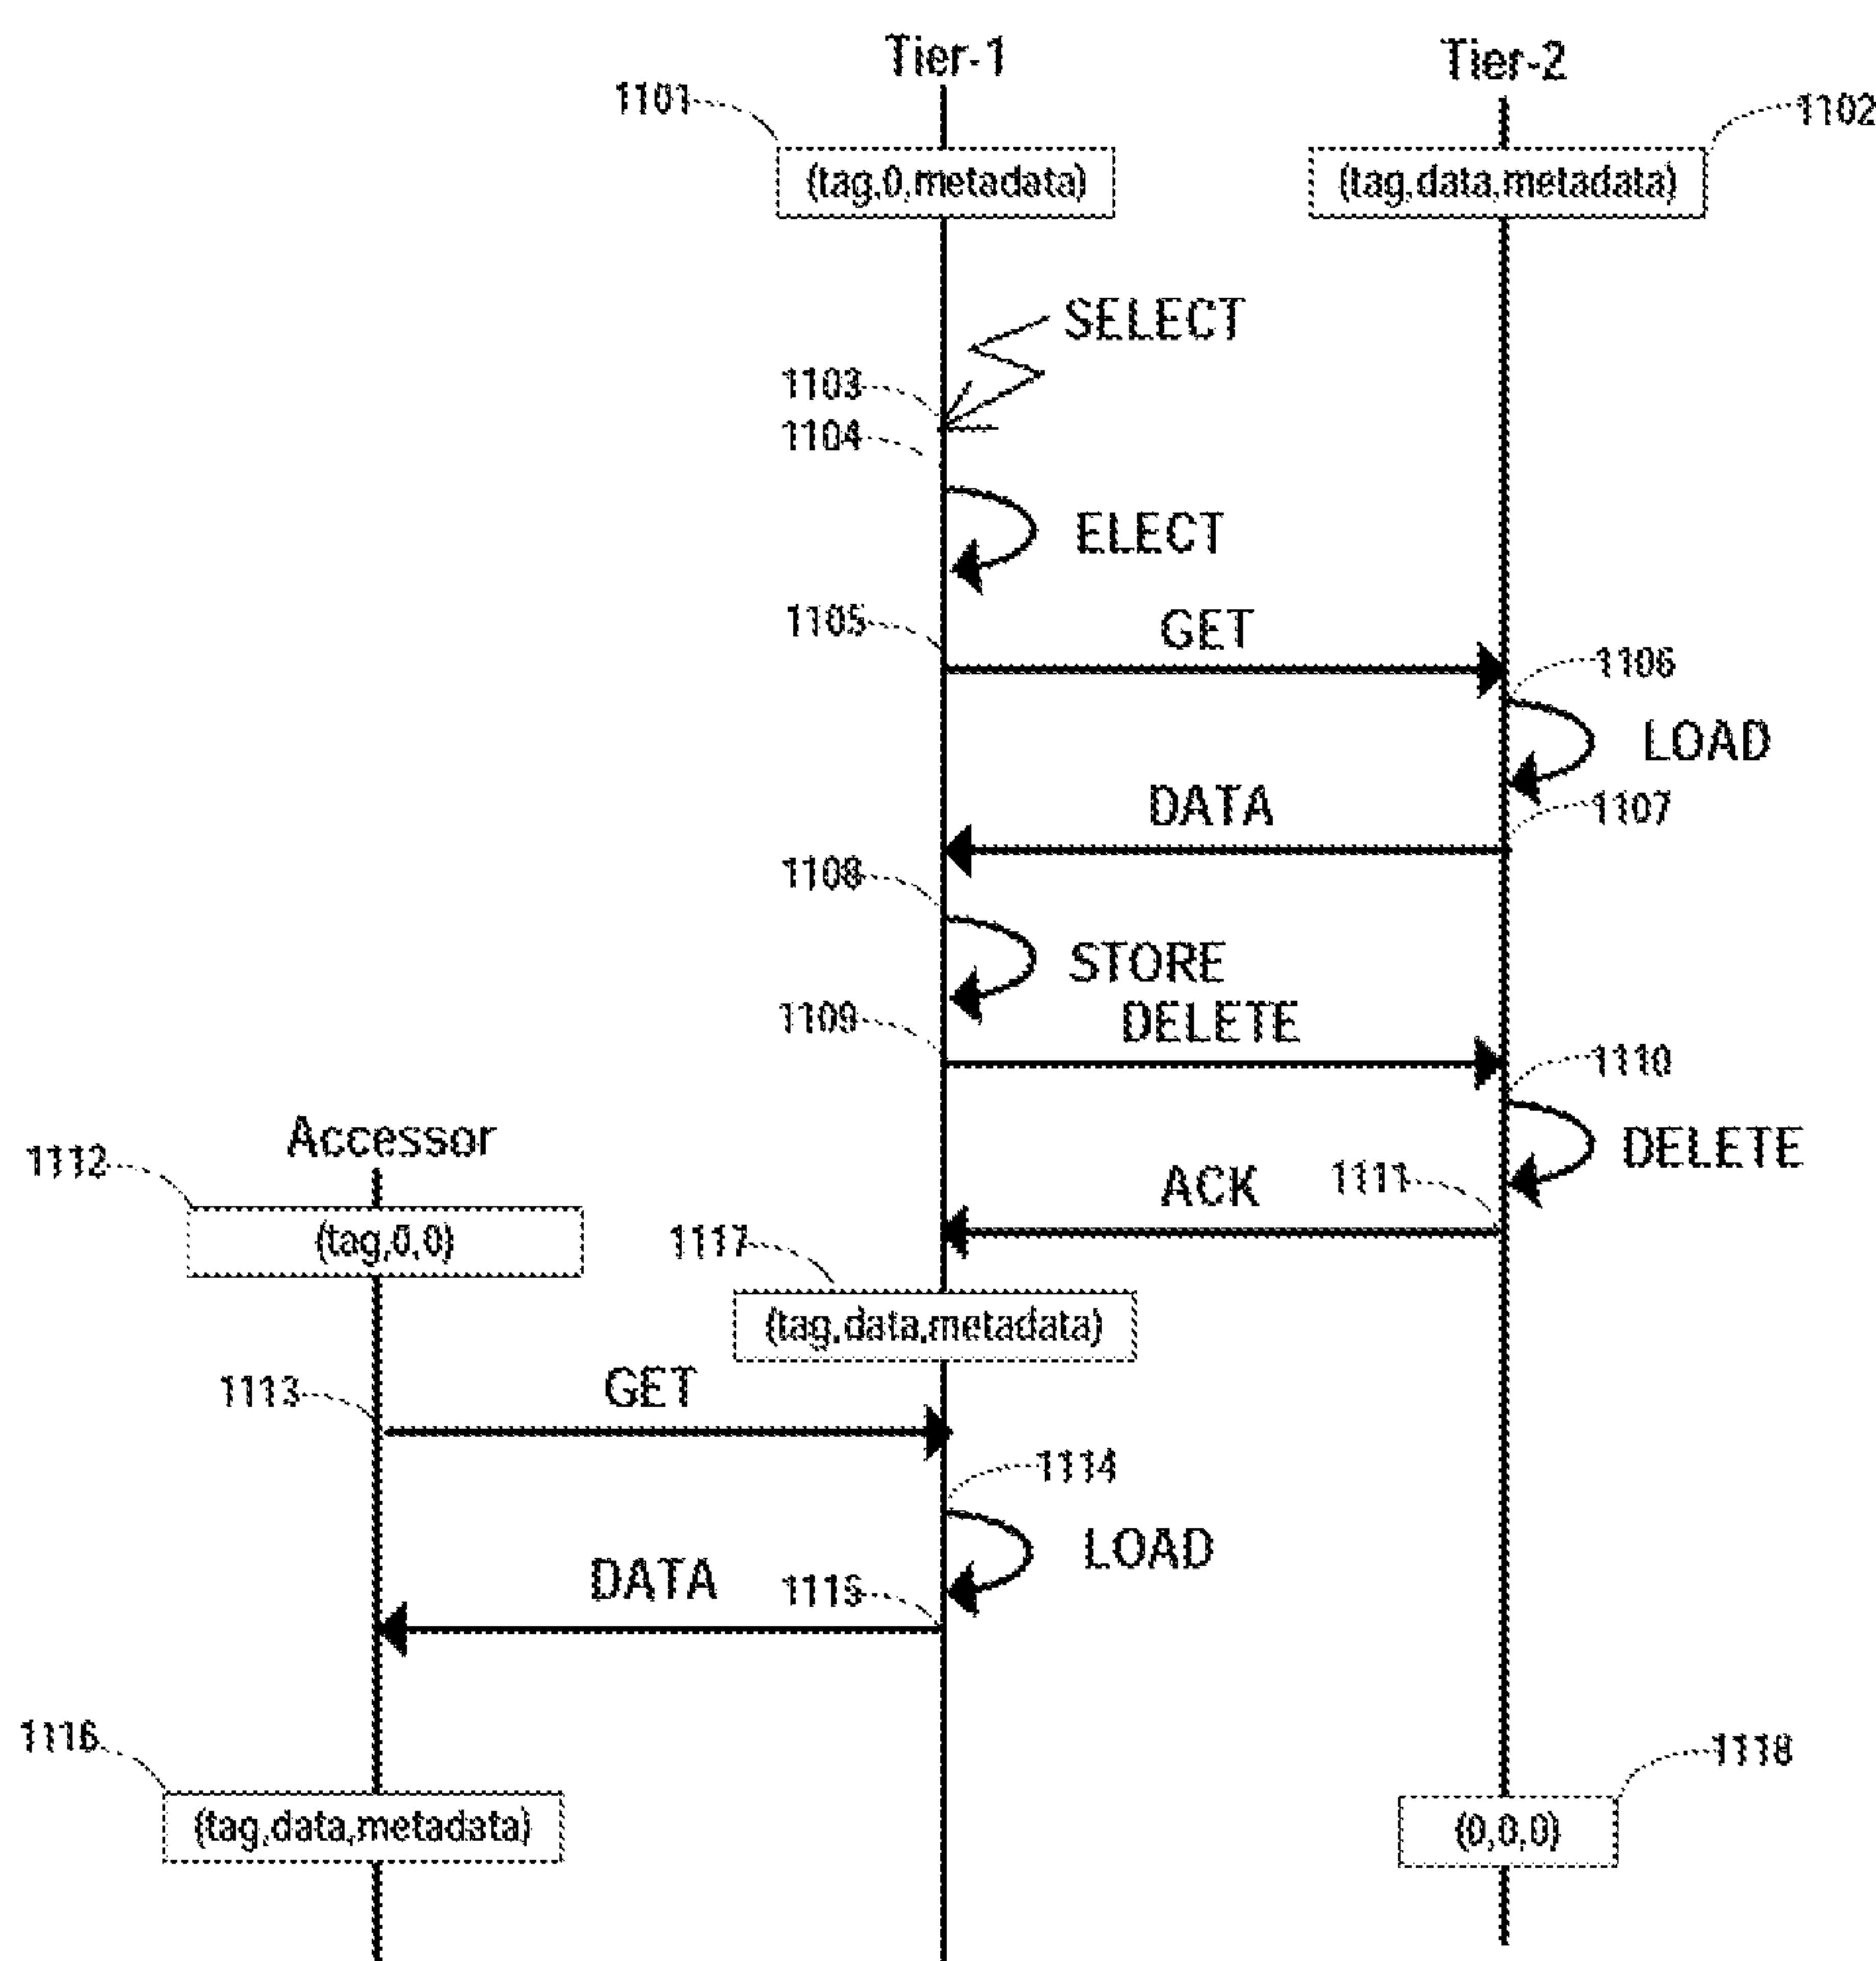 Tier-1
Tier-2
1101
1102
(tag,0,metadata)
(tag,data,metadata)
SELECT
1103
1104
ELECT
1105
GET
1106
LOAD
DATA
1107
1108
STORE
1109
DELETE
1110
DELETE
Accessor
1112
ACK
1111
(tag,0,0)
1117
(tag,data,metadata)
GET
1113
1114
LOAD
DATA
1115
1116
1118
(tag,data,metadata)
(0,0,0)